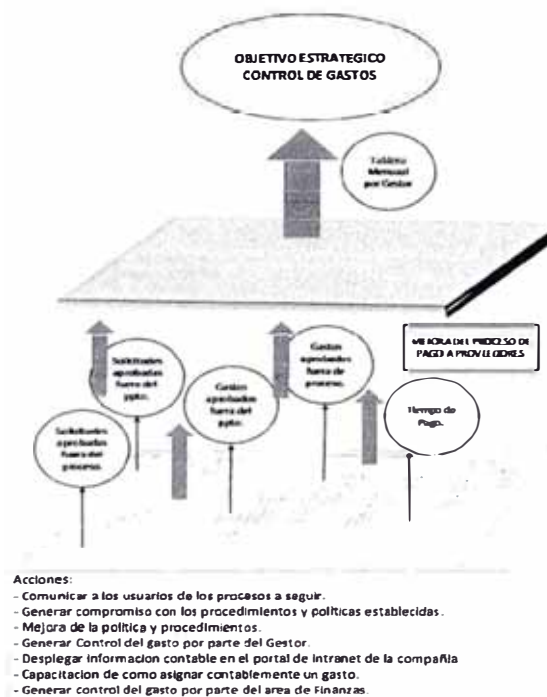 OBJETIVO ESTRATEGICO
CONTROL DE GASTOS
Tablero
Mensual
por Gestor
MEJORA DEL PROCESO DE
PAGO A PROVEEDORES
Solicitudes
aprobadas
fuera del
ppto.
Gastos
aprobados
fuera de
proceso.
Gastos
aprobados
fuera del
ppto.
Tiempo de
Pago.
Solicitudes
aprobadas
fuera del
proceso.
Acciones:
- Comunicar a los usuarios de los procesos a seguir.
- Generar compromiso con los procedimientos y politicas establecidas.
- Mejora de la politica y procedimientos.
- Generar Control del gasto por parte del Gestor.
- Desplegar informacion contable en el portal de intranet de la compañia
- Capacitacion de como asignar contablemente un gasto.
- Generar control del gasto por parte del area de Finanzas.